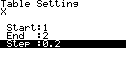 Table Setting
X
Start:1
End  :2
Step :0.2